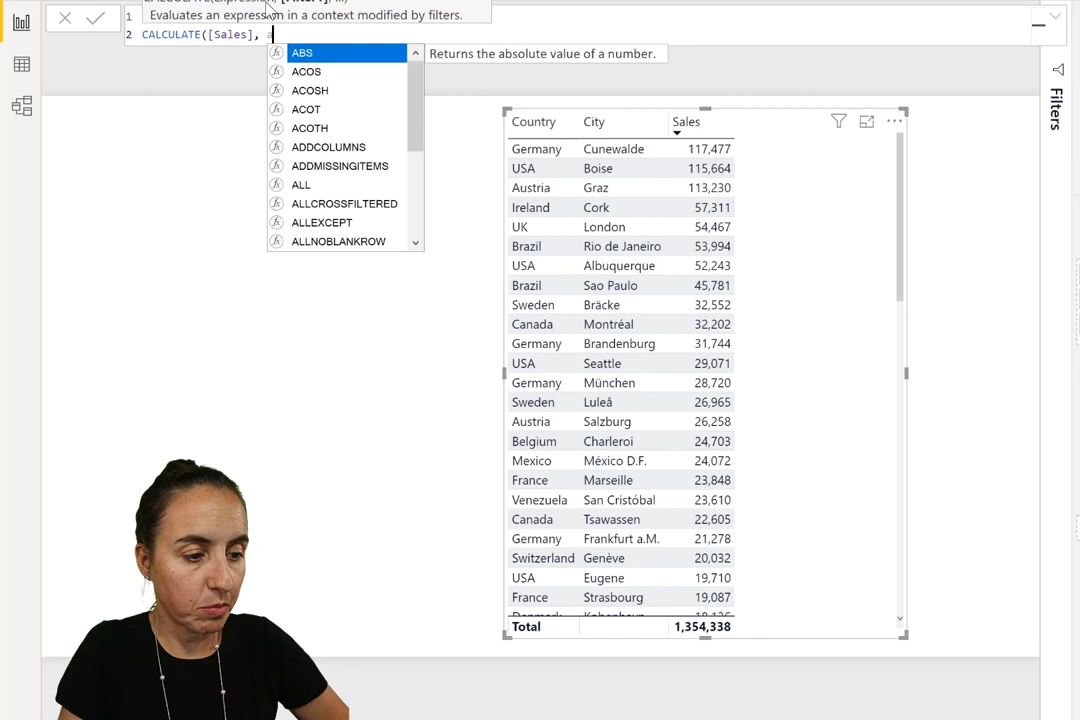 CALCULATE(Expression, [Filter1], ...)
Evaluates an expression in a context modified by filters.
1
2 CALCULATE([Sales], a
ABS
Returns the absolute value of a number.
ACOS
ACOSH
ACOT
ACOTH
ADDCOLUMNS
ADDMISSINGITEMS
ALL
ALLCROSSFILTERED
ALLEXCEPT
ALLNOBLANKROW
Filters
Country City Sales
Germany Cunewalde 117,477
USA Boise 115,664
Austria Graz 113,230
Ireland Cork 57,311
UK London 54,467
Brazil Rio de Janeiro 53,994
USA Albuquerque 52,243
Brazil Sao Paulo 45,781
Sweden Bräcke 32,552
Canada Montréal 32,202
Germany Brandenburg 31,744
USA Seattle 29,071
Germany München 28,720
Sweden Luleå 26,965
Austria Salzburg 26,258
Belgium Charleroi 24,703
Mexico México D.F. 24,072
France Marseille 23,848
Venezuela San Cristóbal 23,610
Canada Tsawassen 22,605
Germany Frankfurt a.M. 21,278
Switzerland Genève 20,032
USA Eugene 19,710
France Strasbourg 19,087
Total 1,354,338